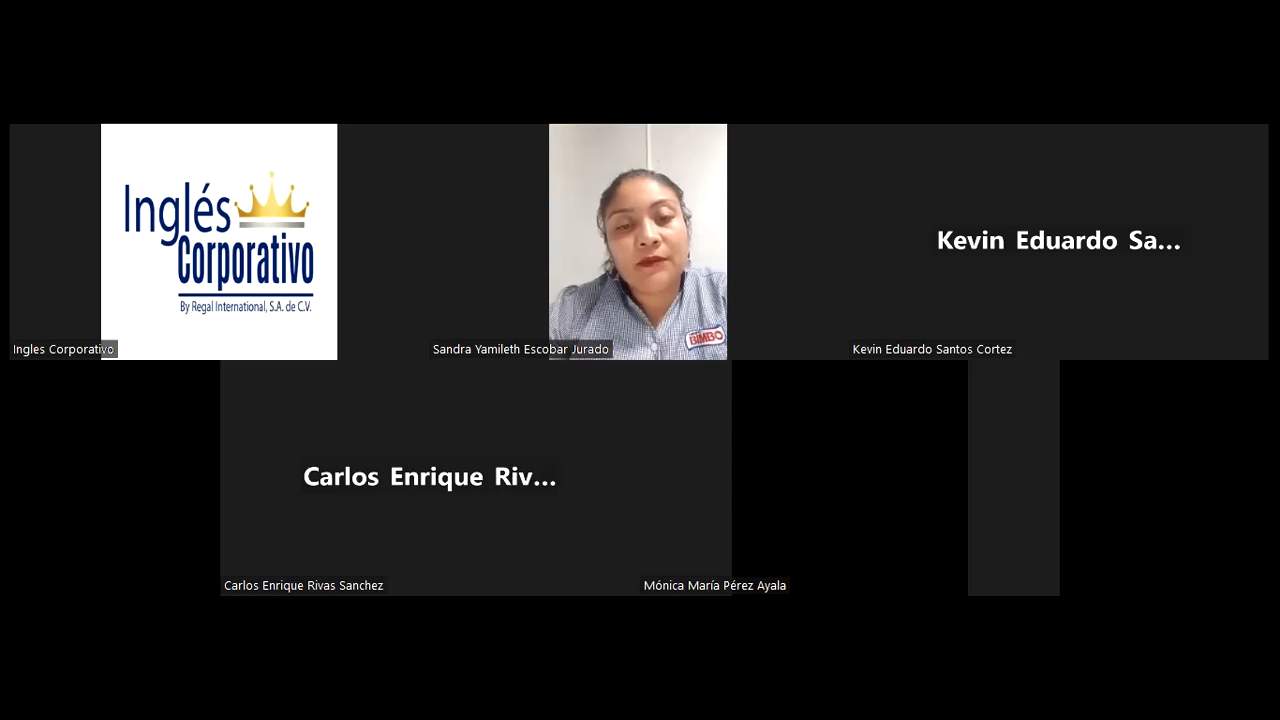 Inglés
Corporativo
By Regal International, S.A. de C.V.
BIMBO
Kevin Eduardo Sa...
Ingles Corporativo
Sandra Yamileth Escobar Jurado
Kevin Eduardo Santos Cortez
Carlos Enrique Riv...
Carlos Enrique Rivas Sanchez
Mónica María Pérez Ayala